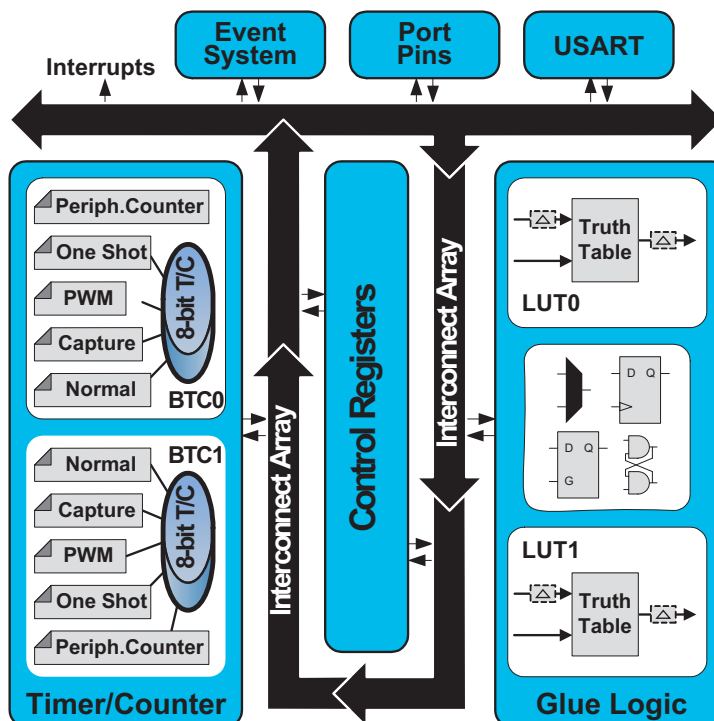 Event
System
Port
Pins
USART
Interrupts
Periph.Counter
One Shot
PWM
Capture
Normal
8-bit T/C
BTC0
BTC1
Normal
Capture
PWM
One Shot
Periph.Counter
8-bit T/C
Timer/Counter
Interconnect Array
Control Registers
Interconnect Array
Truth
Table
LUT0
D Q
D Q
G
LUT1
Truth
Table
Glue Logic